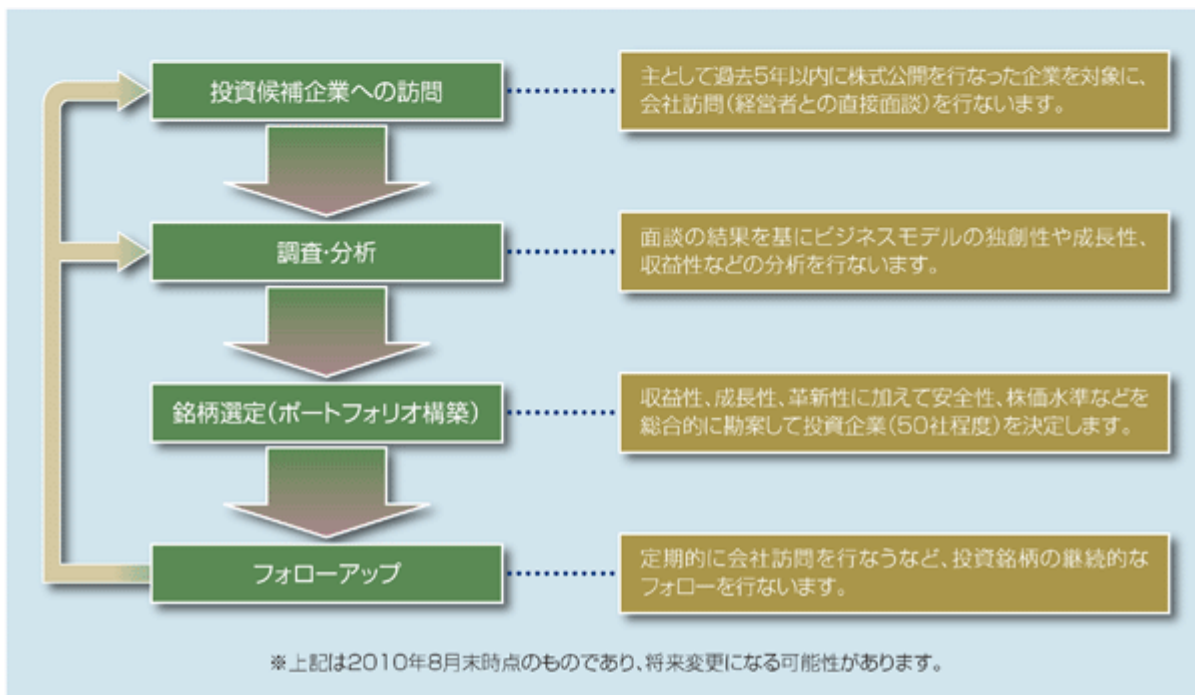 投資候補企業への訪問
主として過去5年以内に株式公開を行なった企業を対象に、
会社訪問(経営者との直接面談)を行ないます。
調査・分析
面談の結果を基にビジネスモデルの独創性や成長性、
収益性などの分析を行ないます。
銘柄選定(ポートフォリオ構築)
収益性、成長性、革新性に加えて安全性、株価水準などを
総合的に勘案して投資企業(50社程度)を決定します。
フォローアップ
定期的に会社訪問を行なうなど、投資銘柄の継続的な
フォローを行ないます。
※上記は2010年8月末時点のものであり、将来変更になる可能性があります。